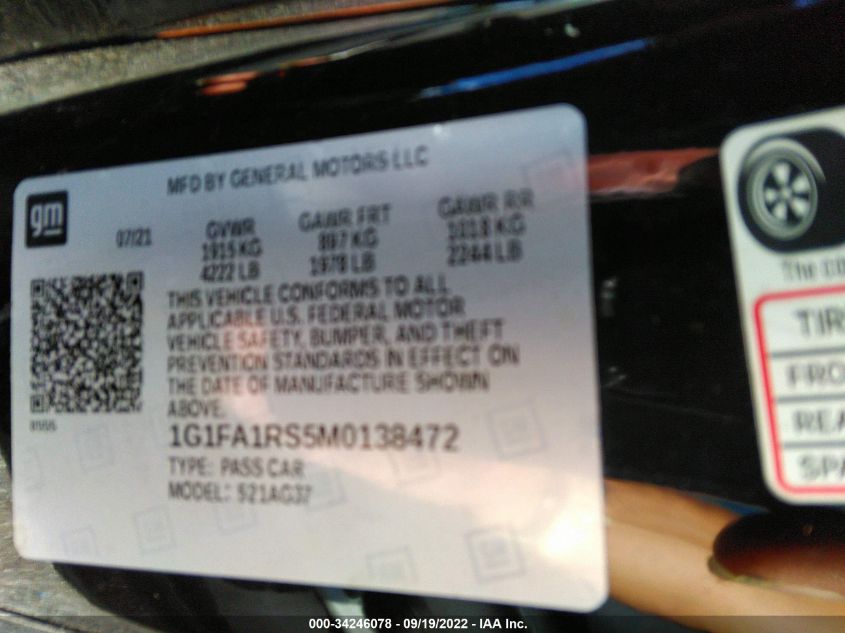 MFD BY GENERAL MOTORS LLC
gm
07/21
GVWR GAWR FRT GAWR RR
1915 KG 897 KG 1018 KG
4222 LB 1978 LB 2244 LB
THIS VEHICLE CONFORMS TO ALL
APPLICABLE U.S. FEDERAL MOTOR
VEHICLE SAFETY, BUMPER, AND THEFT
PREVENTION STANDARDS IN EFFECT ON
THE DATE OF MANUFACTURE SHOWN
ABOVE.
1G1FA1RS5M0138472
TYPE: PASS CAR
MODEL: 521AG37
The co
TIR
FRO
REA
SPA
000-34246078 - 09/19/2022 - IAA Inc.